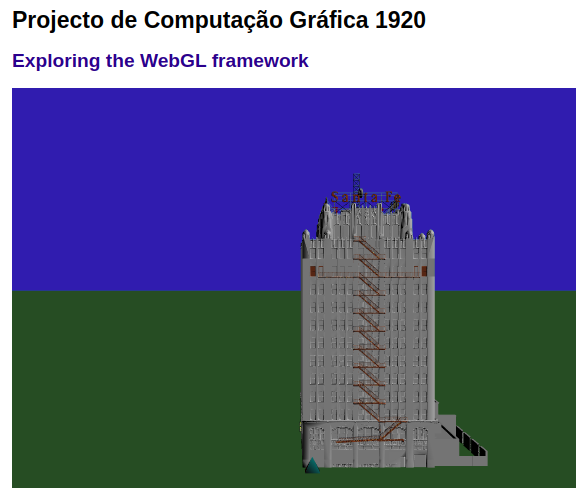 Projecto de Computação Gráfica 1920
Exploring the WebGL framework